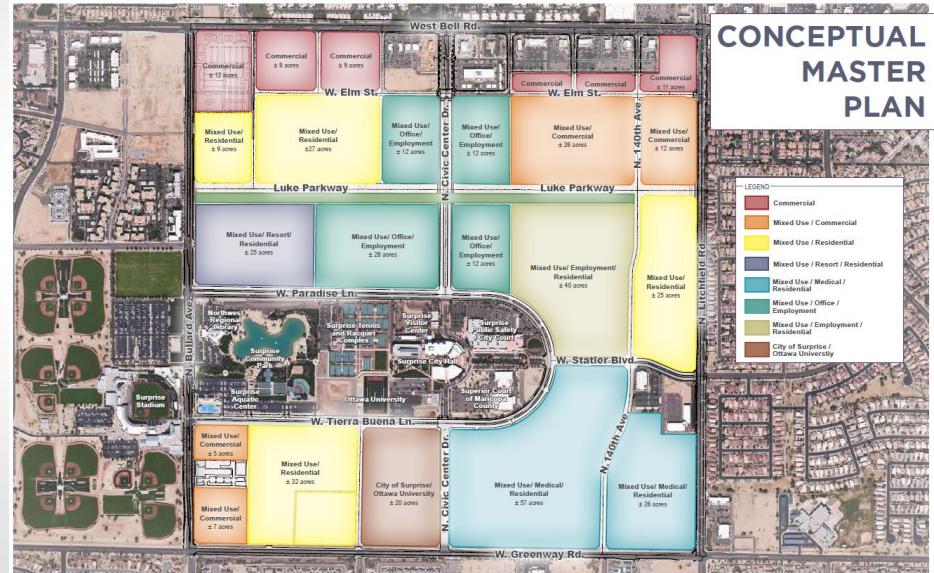 CONCEPTUAL
MASTER
PLAN
West Bell Rd.
Commercial
± 12 acres
Commercial
± 9 acres
Commercial
± 9 acres
Commercial
Commercial
Commercial
± 11 acres
W. Elm St.
W. Elm St.
N. Civic Center Dr.
N. 140th Ave.
Mixed Use/
Residential
± 9 acres
Mixed Use/
Residential
±27 acres
Mixed Use/
Office/
Employment
± 12 acres
Mixed Use/
Office/
Employment
± 12 acres
Mixed Use/
Commercial
± 26 acres
Mixed Use/
Commercial
± 12 acres
Luke Parkway
Luke Parkway
Mixed Use/ Resort/
Residential
± 25 acres
Mixed Use/ Office/
Employment
± 28 acres
Mixed Use/
Office/
Employment
± 12 acres
Mixed Use/ Employment/
Residential
± 40 acres
Mixed Use/
Residential
± 25 acres
N. Bullard Ave.
N. Litchfield Rd.
LEGEND
Commercial
Mixed Use / Commercial
Mixed Use / Residential
Mixed Use / Resort / Residential
Mixed Use / Medical /
Residential
Mixed Use / Office /
Employment
Mixed Use / Employment /
Residential
City of Surprise /
Ottawa Universtiy
W. Paradise Ln.
Northwest
Regional
Library
Surprise
Community
Park
Surprise
Aquatic
Center
Surprise Tennis
and Racquet
Complex
Surprise
Visitor
Center
Surprise City Hall
Surprise
Public Safety
City Court
Ottawa University
Superior Court
of Maricopa
County
Surprise
Stadium
W. Statler Blvd.
W. Tierra Buena Ln.
N. Civic Center Dr.
N. 140th Ave.
Mixed Use/
Commercial
± 5 acres
Mixed Use/
Commercial
± 7 acres
Mixed Use/
Residential
± 32 acres
City of Surprise/
Ottawa University
± 20 acres
Mixed Use/ Medical/
Residential
± 57 acres
Mixed Use/ Medical/
Residential
± 26 acres
W. Greenway Rd.